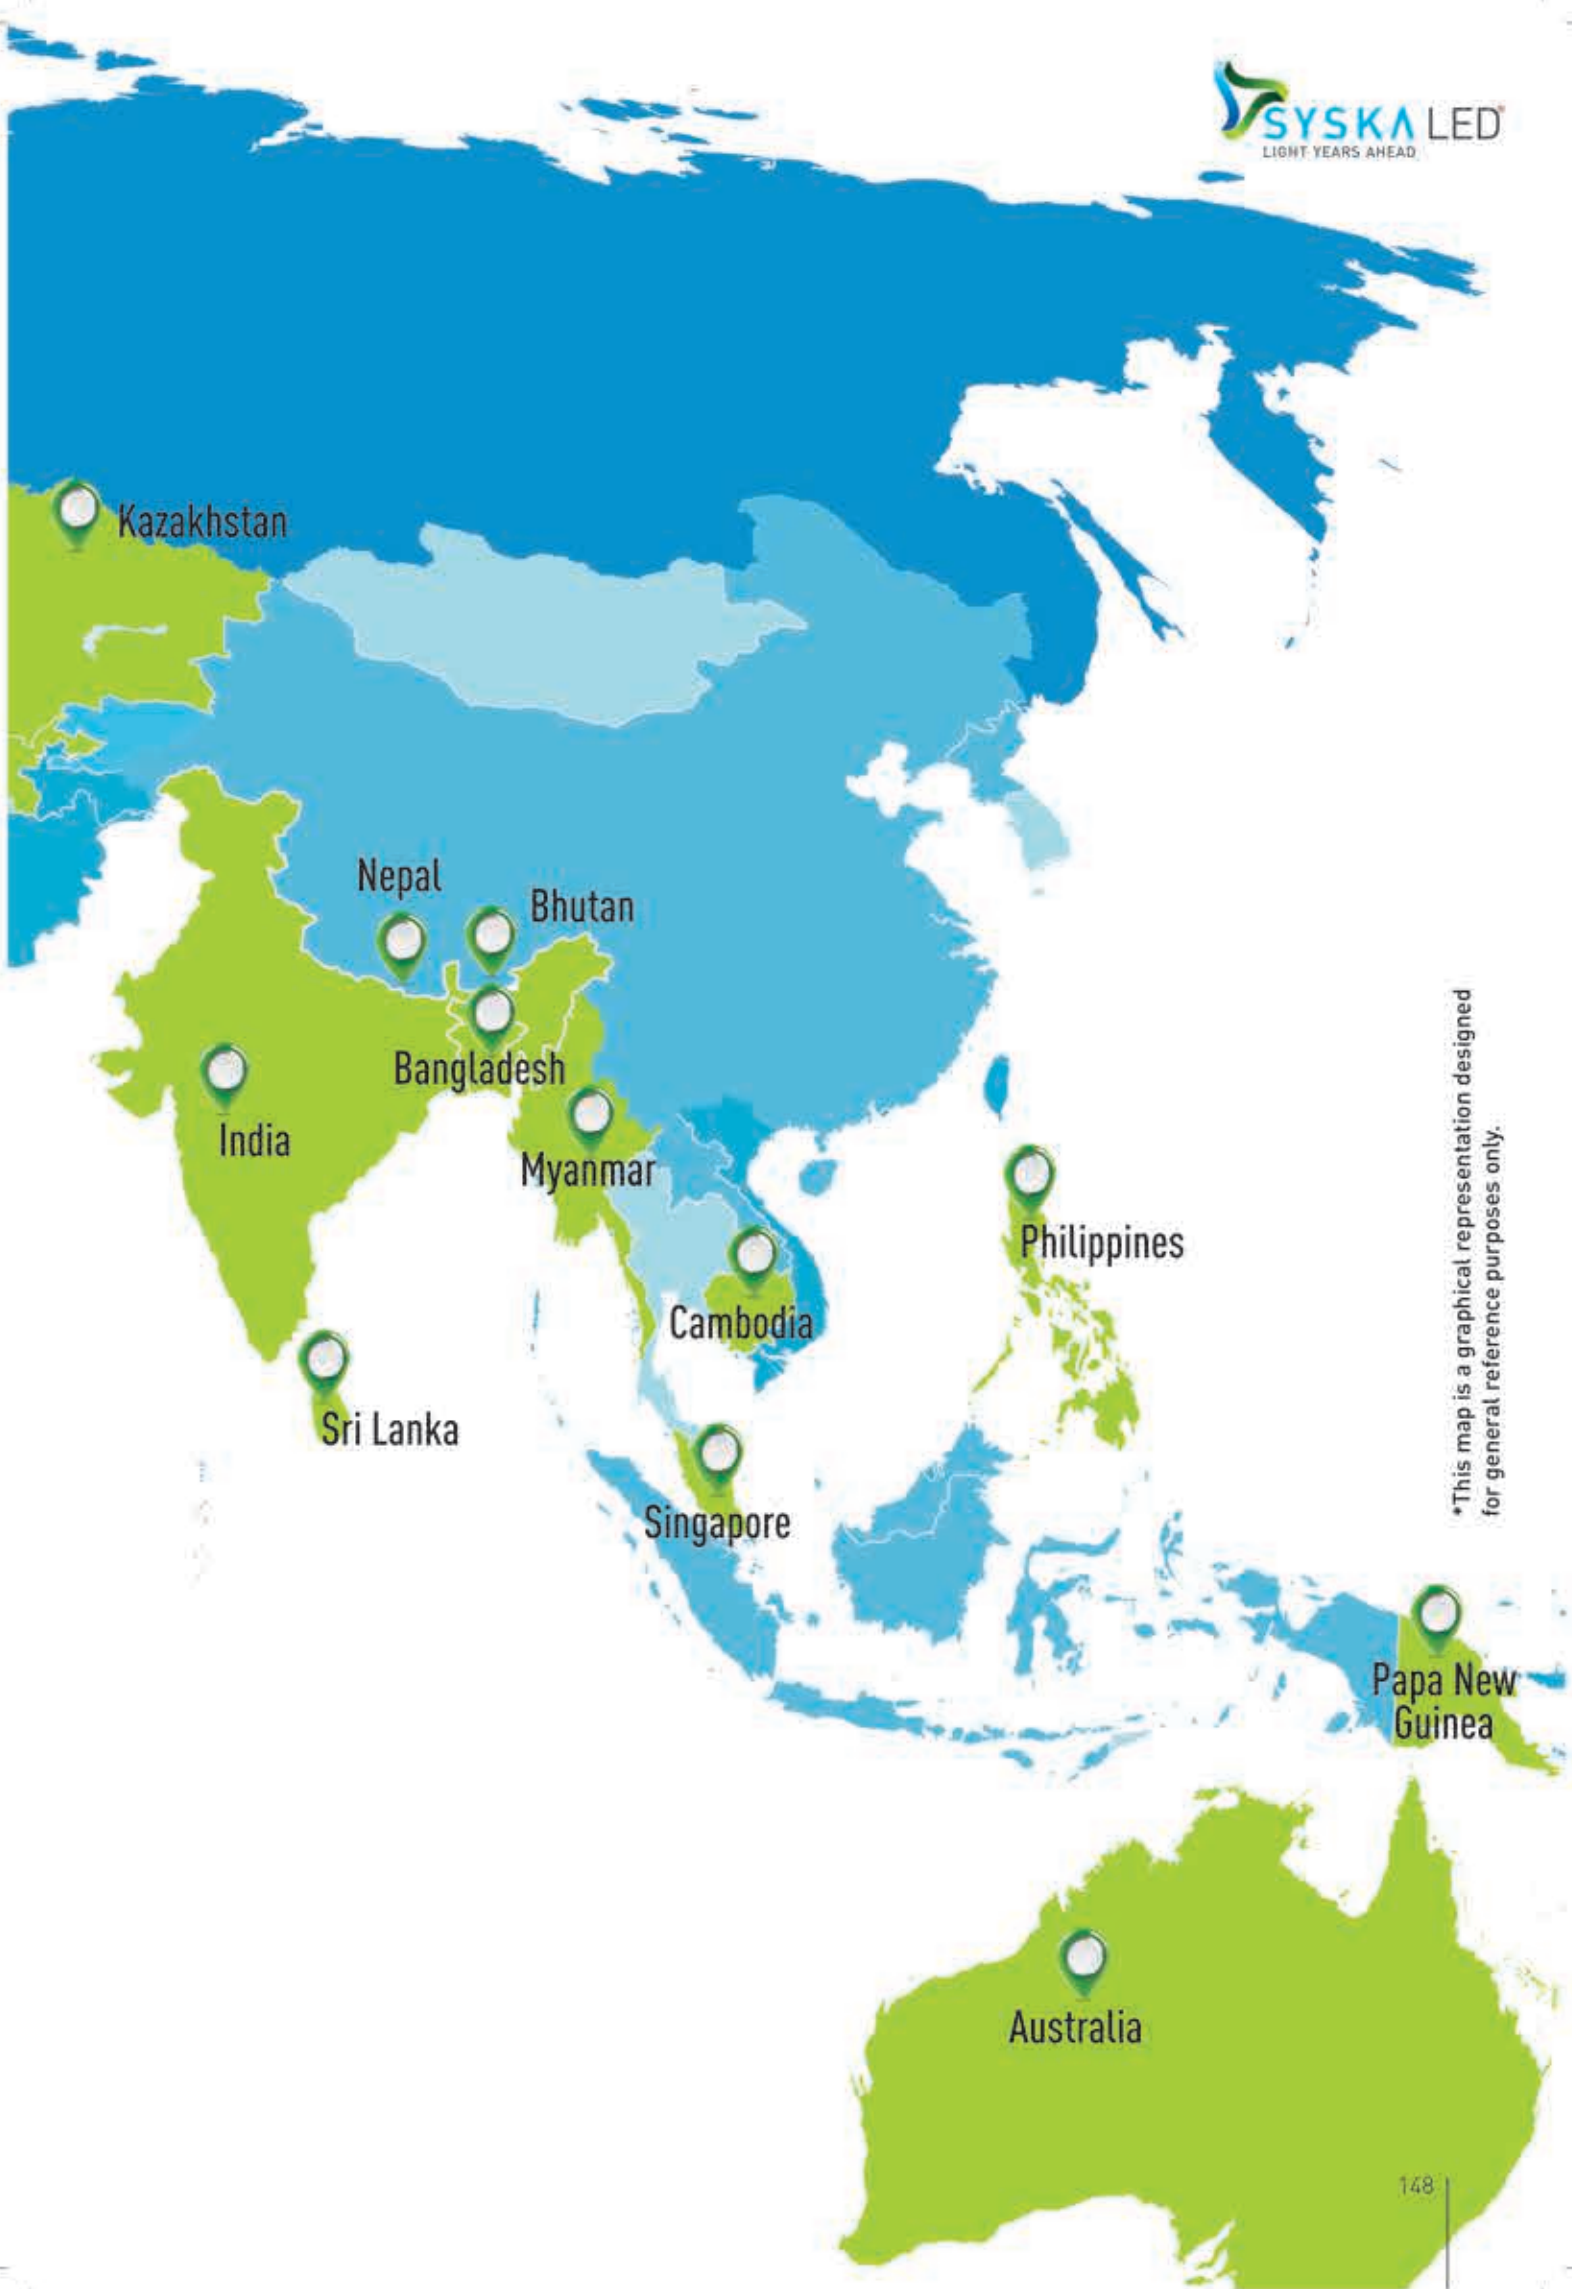 SYSKA LED
LIGHT YEARS AHEAD
Kazakhstan
Nepal
Bhutan
Bangladesh
India
Myanmar
Philippines
Cambodia
Sri Lanka
Singapore
*This map is a graphical representation designed
for general reference purposes only.
Papa New
Guinea
Australia
148